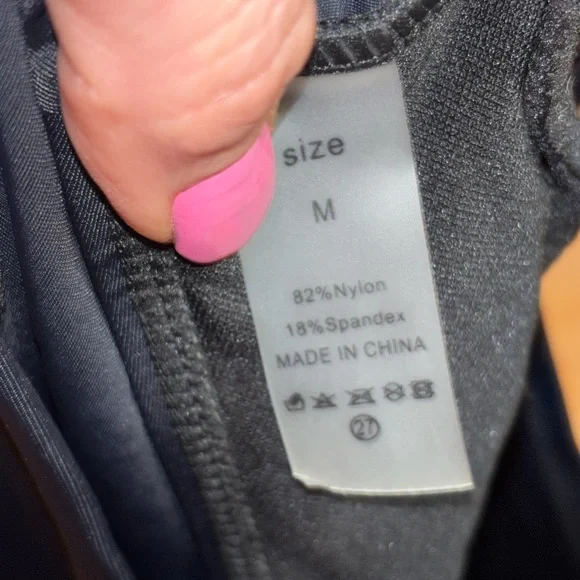 size
M
82%Nylon
18%Spandex
MADE IN CHINA
27